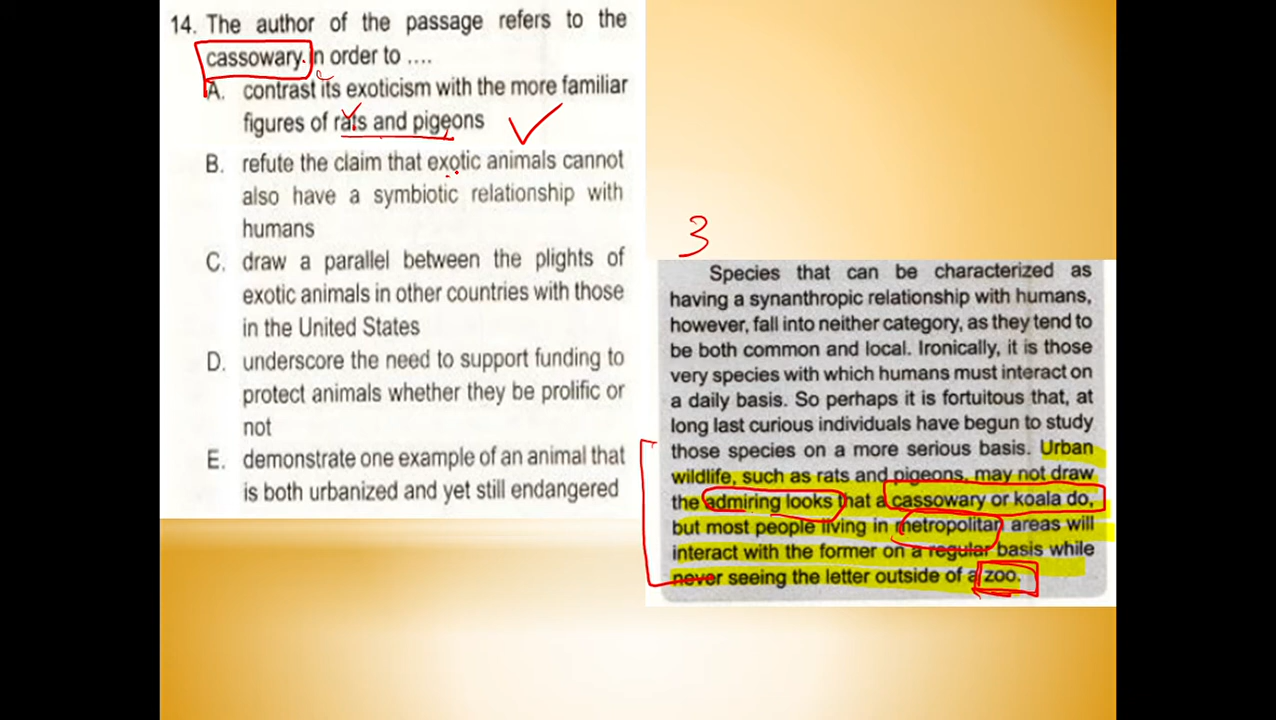 14. The author of the passage refers to the
cassowary. in order to ....
A. contrast its exoticism with the more familiar
figures of rats and pigeons
B. refute the claim that exotic animals cannot
also have a symbiotic relationship with
humans
C. draw a parallel between the plights of
exotic animals in other countries with those
in the United States
D. underscore the need to support funding to
protect animals whether they be prolific or
not
E. demonstrate one example of an animal that
is both urbanized and yet still endangered
3
Species that can be characterized as
having a synanthropic relationship with humans,
however, fall into neither category, as they tend to
be both common and local. Ironically, it is those
very species with which humans must interact on
a daily basis. So perhaps it is fortuitous that, at
long last curious individuals have begun to study
those species on a more serious basis. Urban
wildlife, such as rats and pigeons, may not draw
the admiring looks that a cassowary or koala do,
but most people living in metropolitan areas will
interact with the former on a regular basis while
never seeing the letter outside of a zoo.